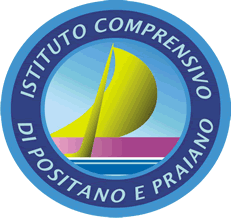 ISTITUTO COMPRENSIVO
DI POSITANO E PRAIANO